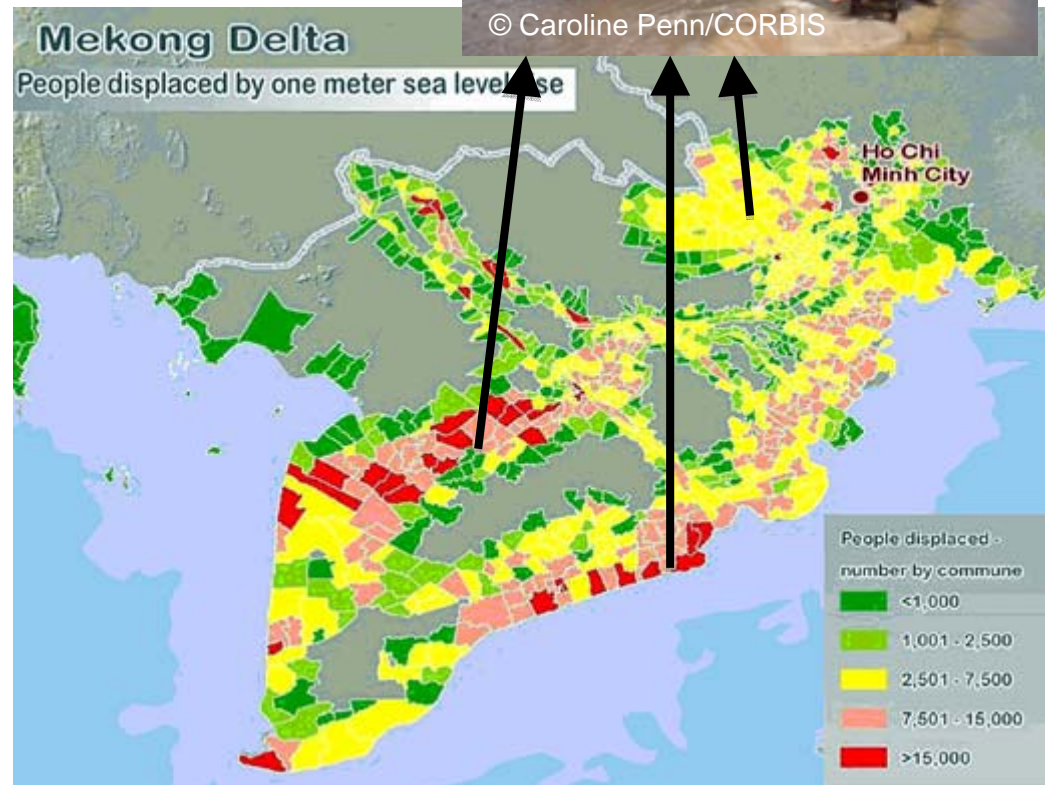 © Caroline Penn/CORBIS
Mekong Delta
People displaced by one meter sea level se
Ho Chi
Minh City
People displaced -
number by commune
<1,000
1,001 - 2,500
2,501 - 7,500
7,501 - 15,000
>15,000